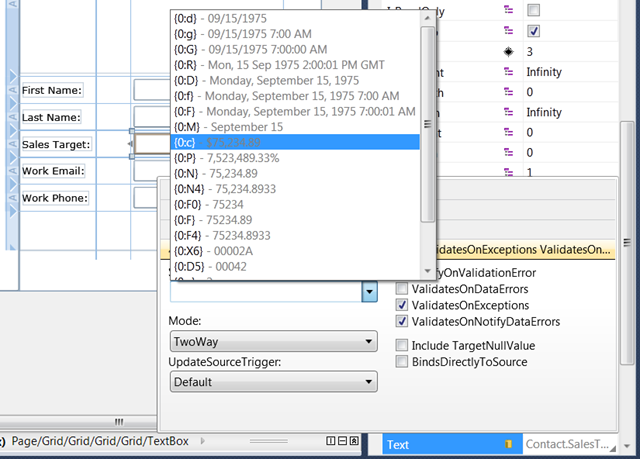 {0:d} - 09/15/1975
{0:g} - 09/15/1975 7:00 AM
{0:G} - 09/15/1975 7:00:00 AM
{0:R} - Mon, 15 Sep 1975 2:00:01 PM GMT
{0:D} - Monday, September 15, 1975
{0:f} - Monday, September 15, 1975 7:00 AM
{0:F} - Monday, September 15, 1975 7:00:01 AM
{0:M} - September 15
{0:c}
{0:P} - 7,523,489.33%
{0:N} - 75,234.89
{0:N4} - 75,234.8933
{0:F0} - 75234
{0:F} - 75234.89
{0:F4} - 75234.8933
{0:X6} - 00002A
{0:D5} - 00042
First Name:
Last Name:
Sales Target:
Work Email:
Work Phone:
3
Infinity
0
Infinity
0
0
1
ValidatesOnExceptions ValidatesOn...
OnValidationError
ValidatesOnDataErrors
ValidatesOnExceptions
ValidatesOnNotifyDataErrors
Mode:
TwoWay
Include TargetNullValue
UpdateSourceTrigger:
BindsDirectlyToSource
Default
Page/Grid/Grid/Grid/Grid/TextBox
Text
Contact.SalesT...